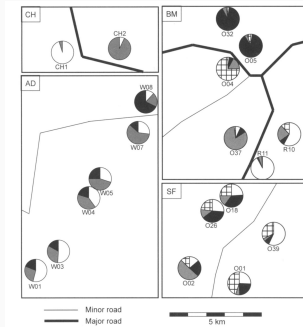 CH
CH1
CH2
AD
W08
W07
W05
W04
W03
W01
BM
O32
O05
O04
O37
R11
R10
SF
O18
O26
O39
O02
O01
Minor road
Major road
5 km